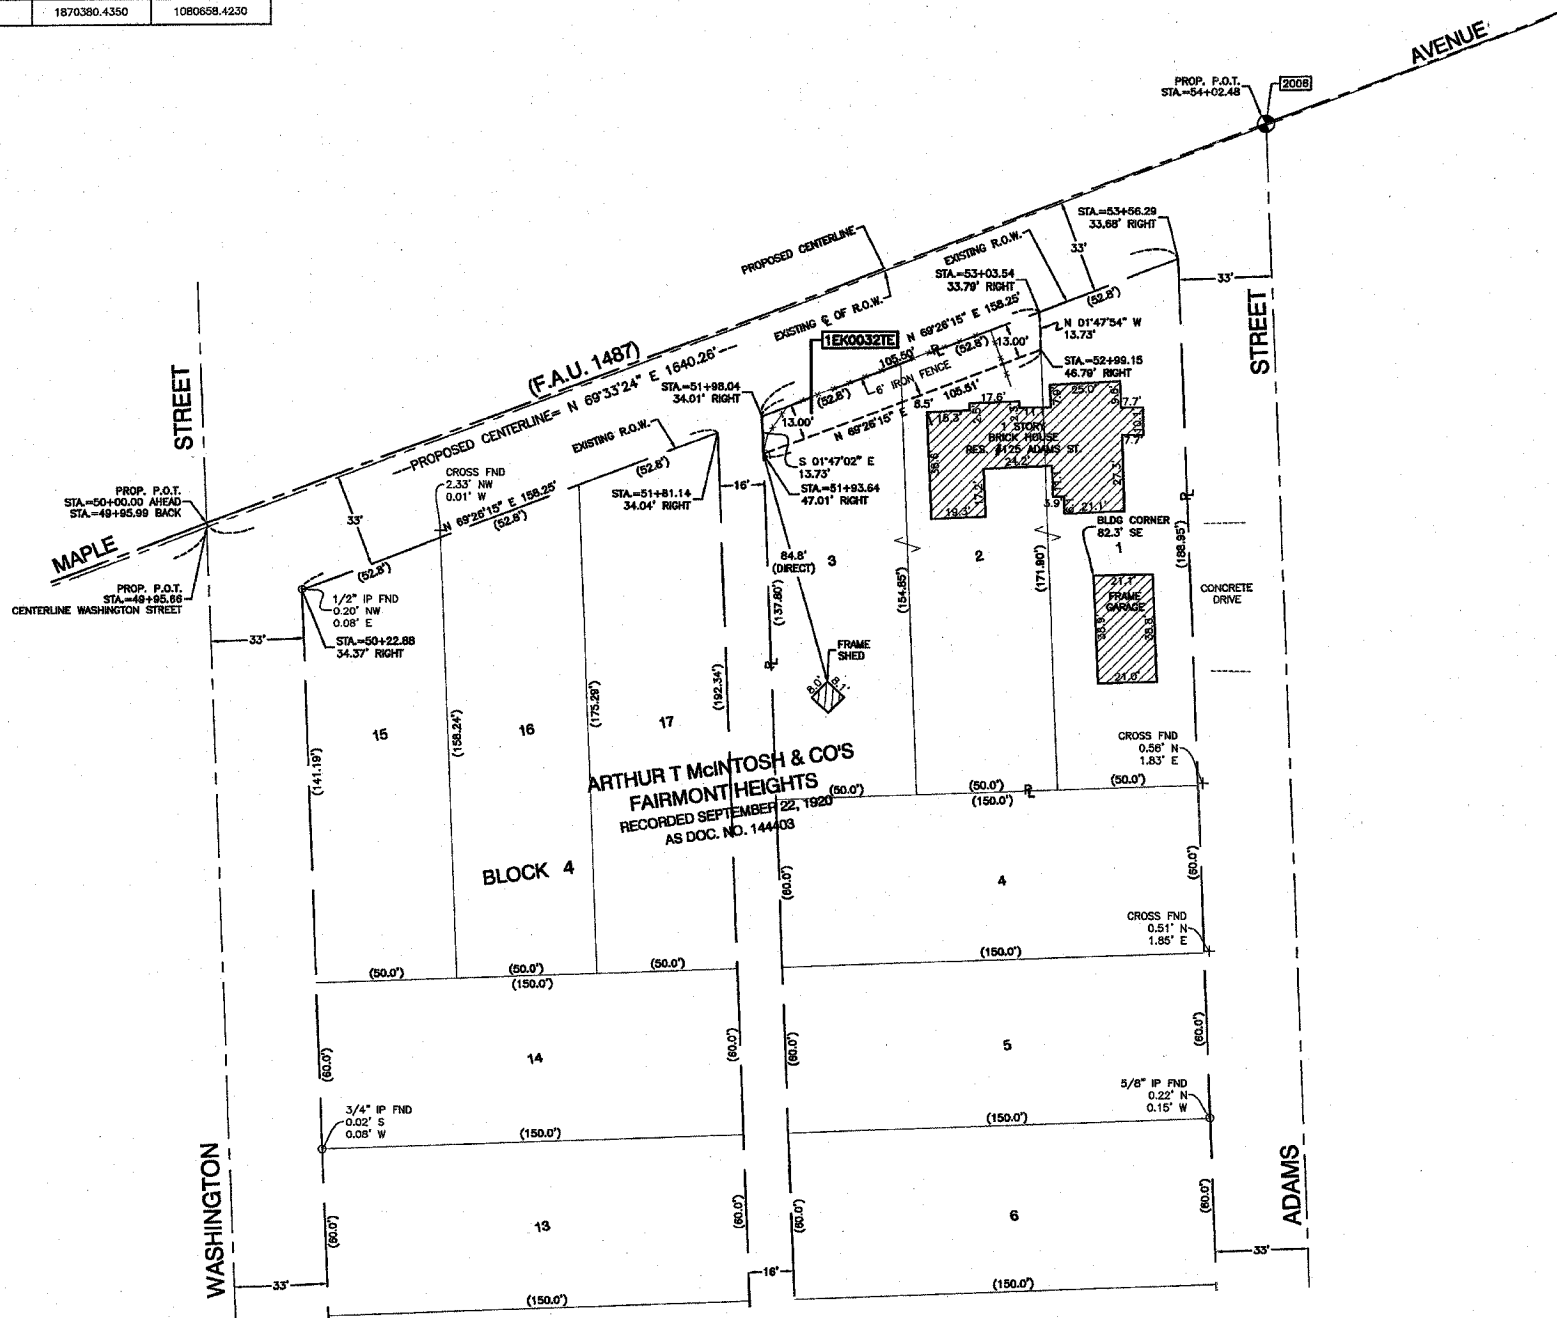 1870380.4350
1080658.4230
AVENUE
PROP. P.O.T.
STA.=54+02.48
2006
STA.=53+56.29
33.68' RIGHT
33'
STREET
33'
EXISTING R.O.W.
PROPOSED CENTERLINE
(52.8')
STA.=53+03.54
33.79' RIGHT
N 01°47'54" W
13.73'
STA.=52+99.15
46.79' RIGHT
EXISTING ℄ OF R.O.W.
N 69°26'15" E 158.25'
1EK0032TE
105.50'
(52.8')
13.00'
6' IRON FENCE
(52.8')
N 69°26'15" E 105.51'
5.5'
13.00'
(F.A.U. 1487)
PROPOSED CENTERLINE= N 69°33'24" E 1640.26'
STA.=51+98.04
34.01' RIGHT
S 01°47'02" E
13.73'
STA.=51+93.64
47.01' RIGHT
EXISTING R.O.W.
(52.8')
STA.=51+81.14
34.04' RIGHT
16'
CROSS FND
2.33' NW
0.01' W
N 69°26'15" E 158.25'
(52.8')
33'
(52.8')
STREET
PROP. P.O.T.
STA.=50+00.00 AHEAD
STA.=49+95.99 BACK
MAPLE
PROP. P.O.T.
STA.=49+95.66
CENTERLINE WASHINGTON STREET
33'
1/2" IP FND
0.20' NW
0.08' E
STA.=50+22.88
34.37' RIGHT
1 STORY
BRICK HOUSE
RES. #125 ADAMS ST.
17.6'
25.0'
7.7'
7.7'
24.2'
19.3'
17.2'
21.1'
27.3'
3.9'
BLDG CORNER
82.3' SE
1
2
3
84.8'
(DIRECT)
(137.80')
(154.85')
(171.90')
(188.95')
21.1'
FRAME
GARAGE
38.9'
38.8'
21.0'
CONCRETE
DRIVE
FRAME
SHED
8.0'
8.1'
15
16
17
(141.19')
(158.24')
(175.29')
(192.34')
ARTHUR T McINTOSH & CO'S
FAIRMONT HEIGHTS
RECORDED SEPTEMBER 22, 1920
AS DOC. NO. 144403
BLOCK 4
CROSS FND
0.56' N
1.83' E
(50.0')
(50.0')
(50.0')
(150.0')
4
(60.0')
(60.0')
CROSS FND
0.51' N
1.85' E
(150.0')
(50.0')
(50.0')
(50.0')
(150.0')
14
5
(60.0')
(60.0')
(60.0')
(60.0')
3/4" IP FND
0.02' S
0.08' W
5/8" IP FND
0.22' N
0.15' W
(150.0')
(150.0')
WASHINGTON
ADAMS
13
6
(60.0')
(60.0')
(60.0')
(60.0')
33'
16'
33'
(150.0')
(150.0')